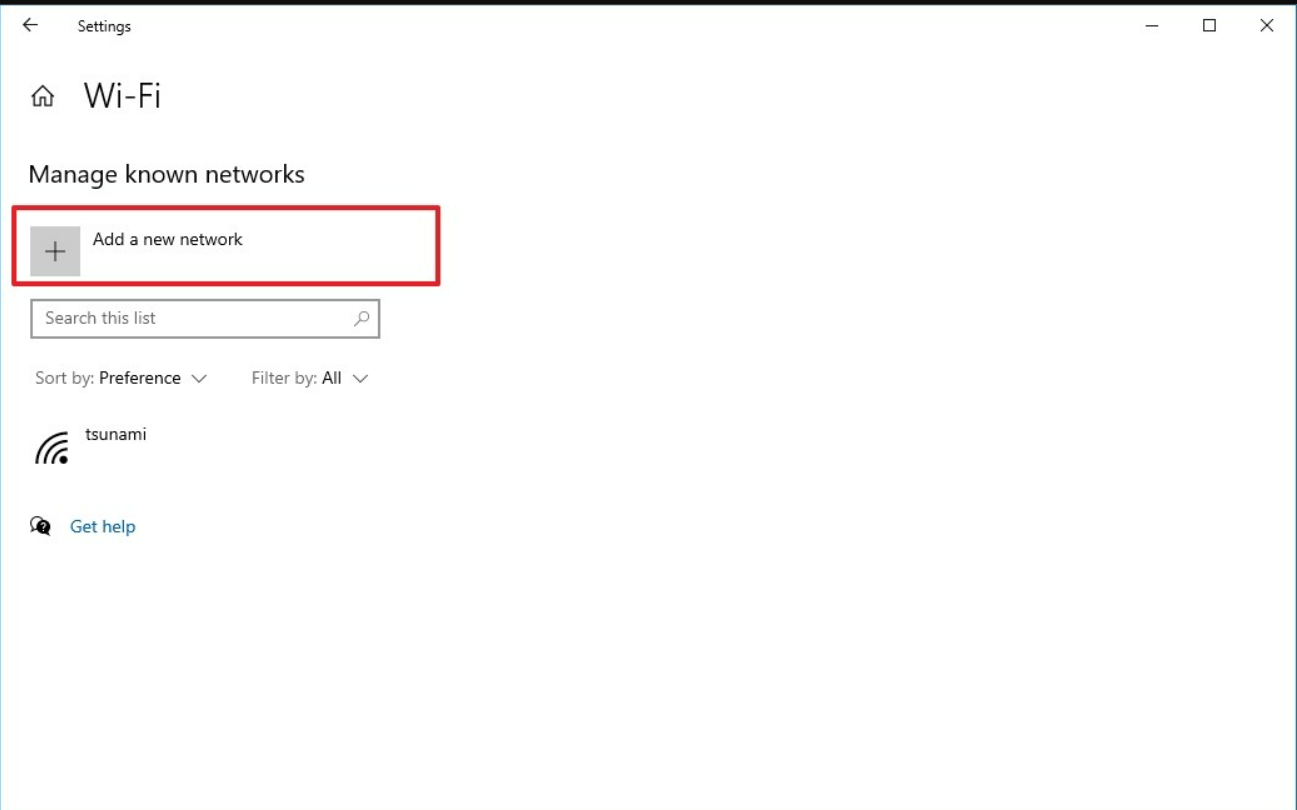 Settings
Wi-Fi
Manage known networks
Add a new network
Search this list
Sort by: Preference Filter by: All
tsunami
Get help